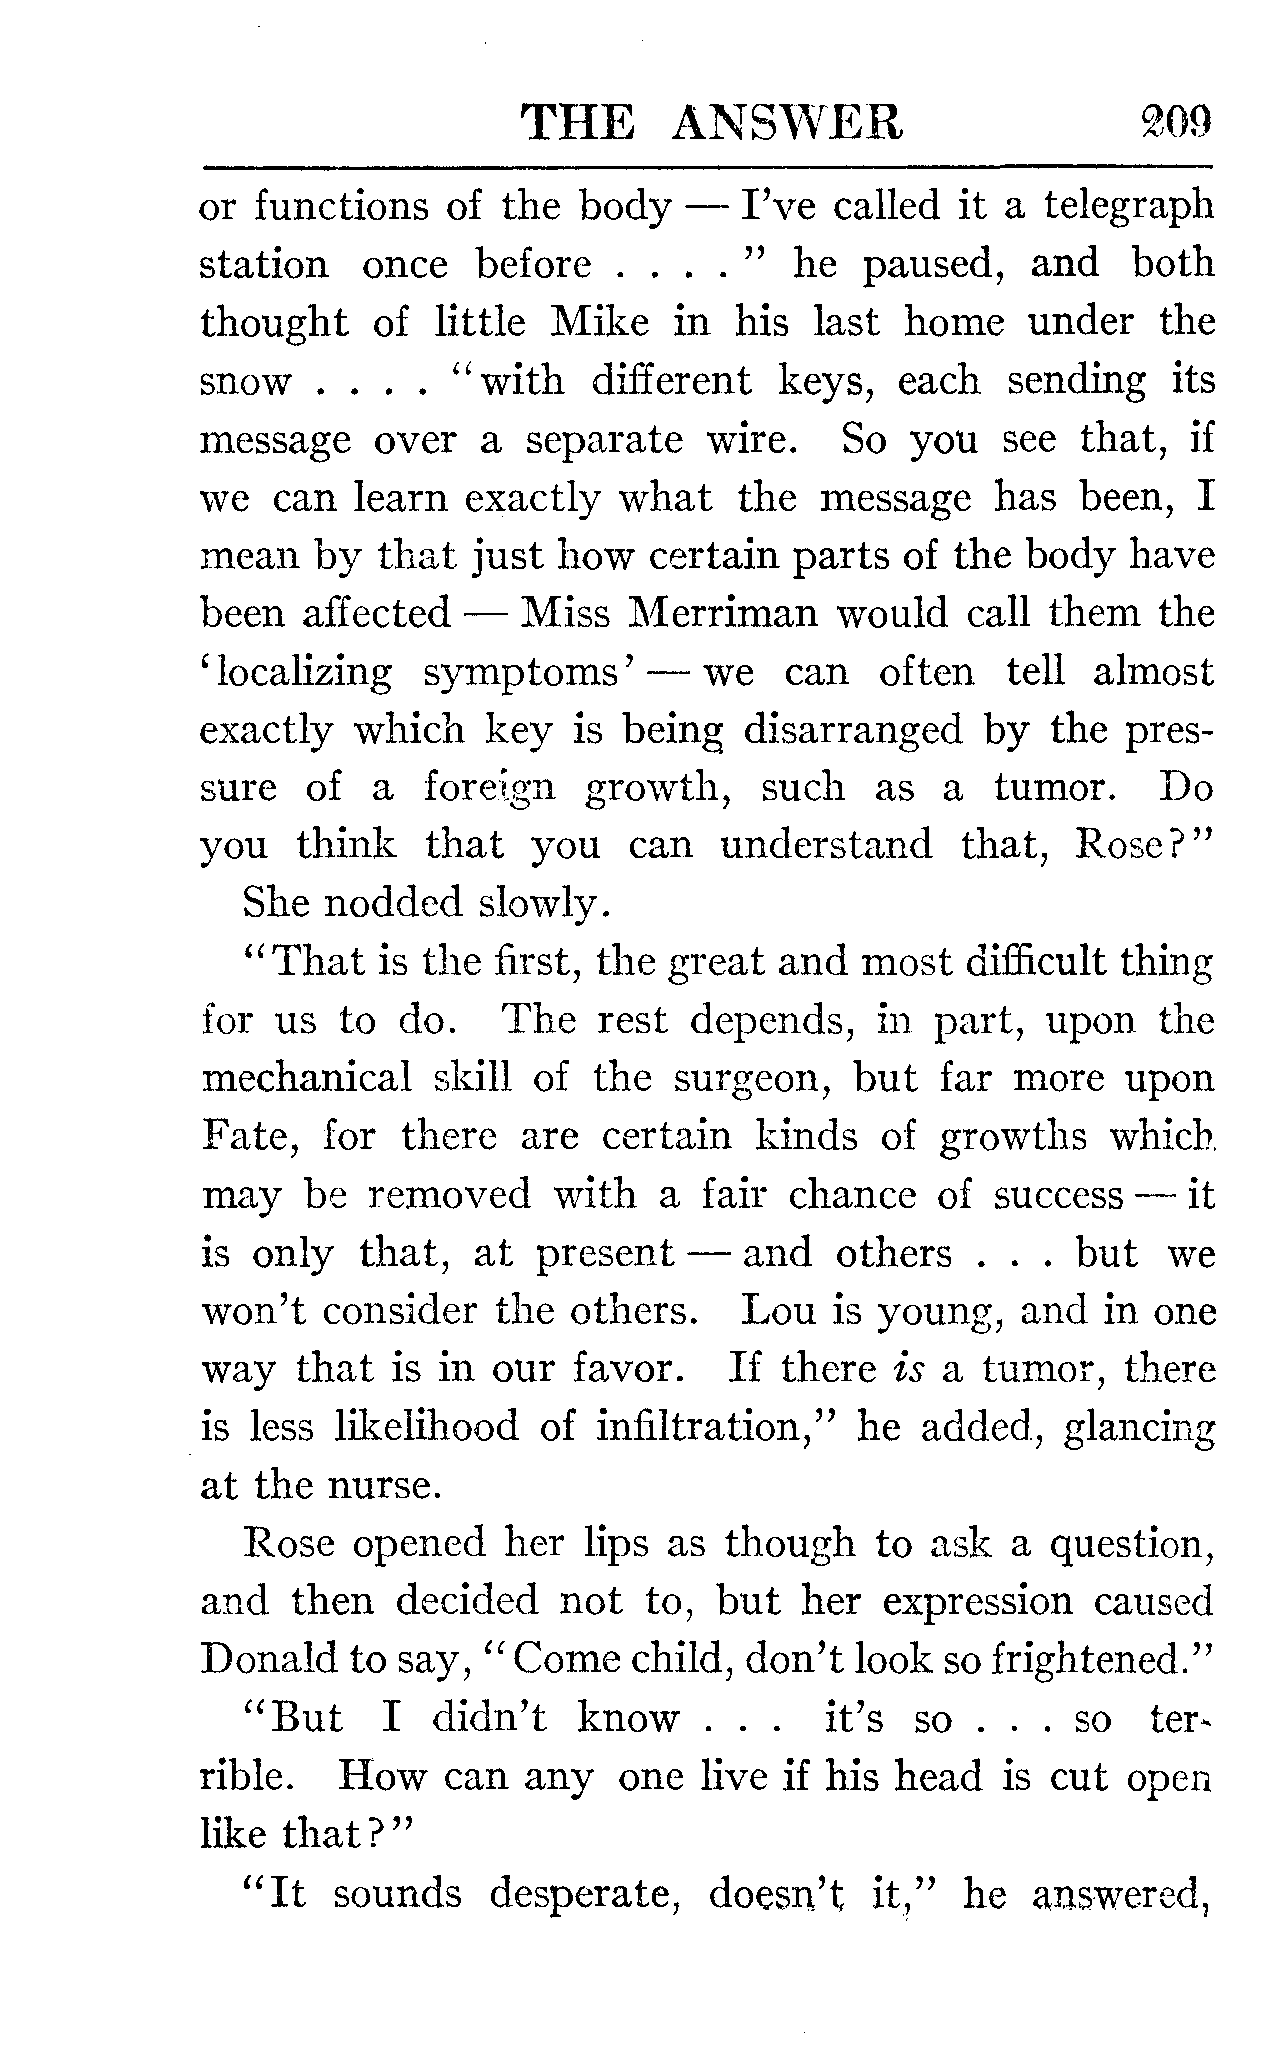 THE ANSWER 209
or functions of the body — I've called it a telegraph
station once before . . . . " he paused, and both
thought of little Mike in his last home under the
snow . . . . "with different keys, each sending its
message over a separate wire. So you see that, if
we can learn exactly what the message has been, I
mean by that just how certain parts of the body have
been affected — Miss Merriman would call them the
'localizing symptoms' — we can often tell almost
exactly which key is being disarranged by the pres-
sure of a foreign growth, such as a tumor. Do
you think that you can understand that, Rose?"
She nodded slowly.
"That is the first, the great and most difficult thing
for us to do. The rest depends, in part, upon the
mechanical skill of the surgeon, but far more upon
Fate, for there are certain kinds of growths which
may be removed with a fair chance of success — it
is only that, at present — and others . . . but we
won't consider the others. Lou is young, and in one
way that is in our favor. If there is a tumor, there
is less likelihood of infiltration," he added, glancing
at the nurse.
Rose opened her lips as though to ask a question,
and then decided not to, but her expression caused
Donald to say, "Come child, don't look so frightened."
"But I didn't know . . . it's so . . . so ter-
rible. How can any one live if his head is cut open
like that?"
"It sounds desperate, doesn't it," he answered,